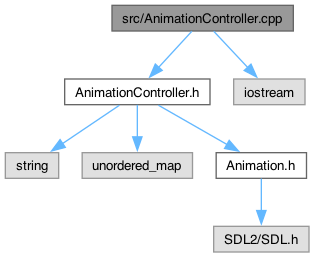 src/AnimationController.cpp
AnimationController.h
iostream
string
unordered_map
Animation.h
SDL2/SDL.h